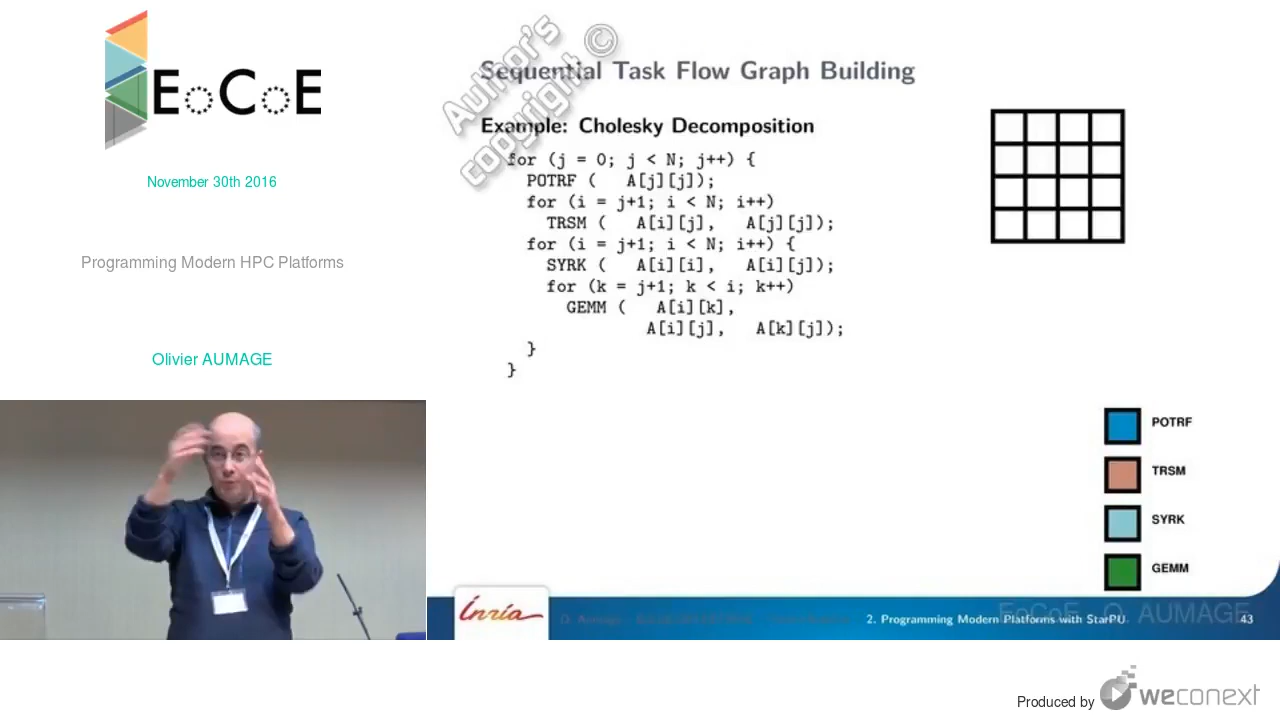 EoCoE
November 30th 2016
Programming Modern HPC Platforms
Olivier AUMAGE
Author's
copyright ©
Sequential Task Flow Graph Building
Example: Cholesky Decomposition
for (j = 0; j < N; j++) {
POTRF ( A[j][j]);
for (i = j+1; i < N; i++)
TRSM ( A[i][j], A[j][j]);
for (i = j+1; i < N; i++) {
SYRK ( A[i][i], A[i][j]);
for (k = j+1; k < i; k++)
GEMM ( A[i][k],
A[i][j], A[k][j]);
}
}
POTRF
TRSM
SYRK
GEMM
Inria
2. Programming Modern Platforms with StarPU
EoCoE - O. AUMAGE
43
Produced by weconext